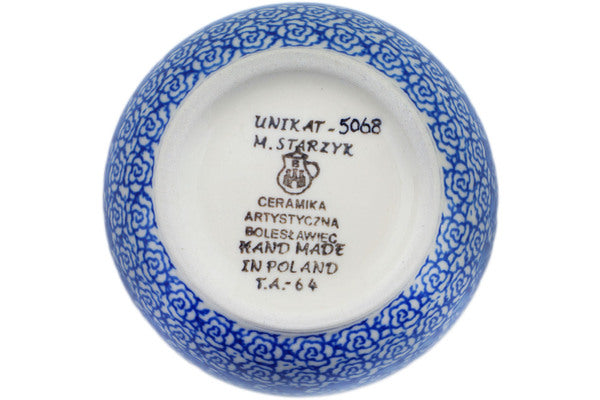 UNIKAT-5068
M. STARZYK
B
CERAMIKA
ARTYSTYCZNA
BOLESŁAWIEC
HAND MADE
IN POLAND
T.A.-64